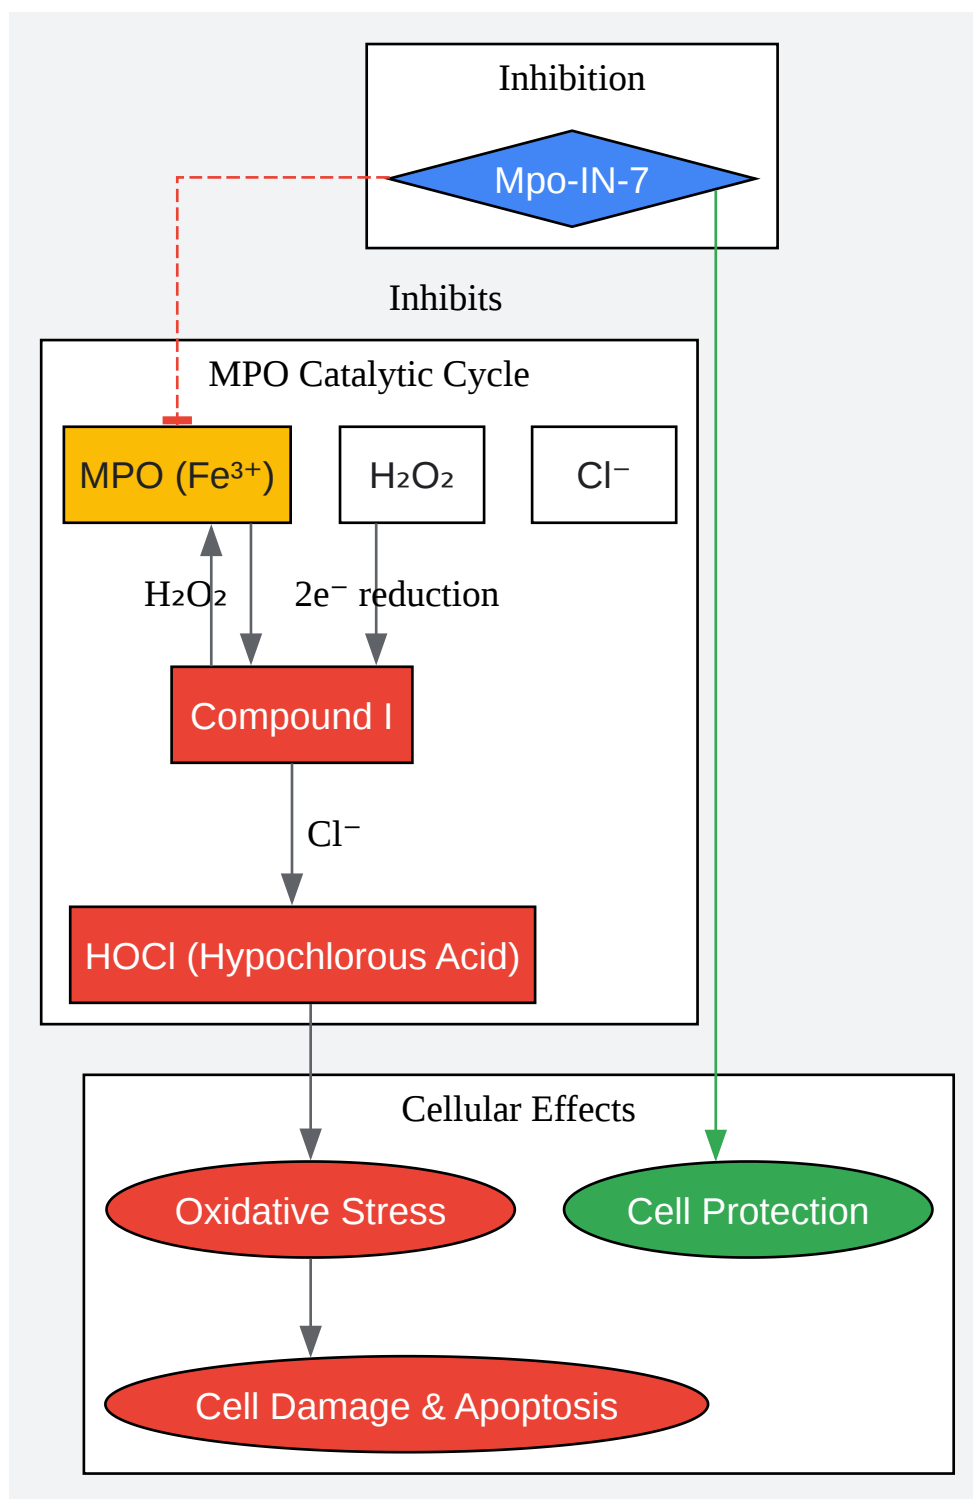 Inhibition
Mpo-IN-7
Inhibits
MPO Catalytic Cycle
MPO (Fe³⁺)
H₂O₂
Cl⁻
H₂O₂
2e⁻ reduction
Compound I
Cl⁻
HOCl (Hypochlorous Acid)
Cellular Effects
Oxidative Stress
Cell Protection
Cell Damage & Apoptosis